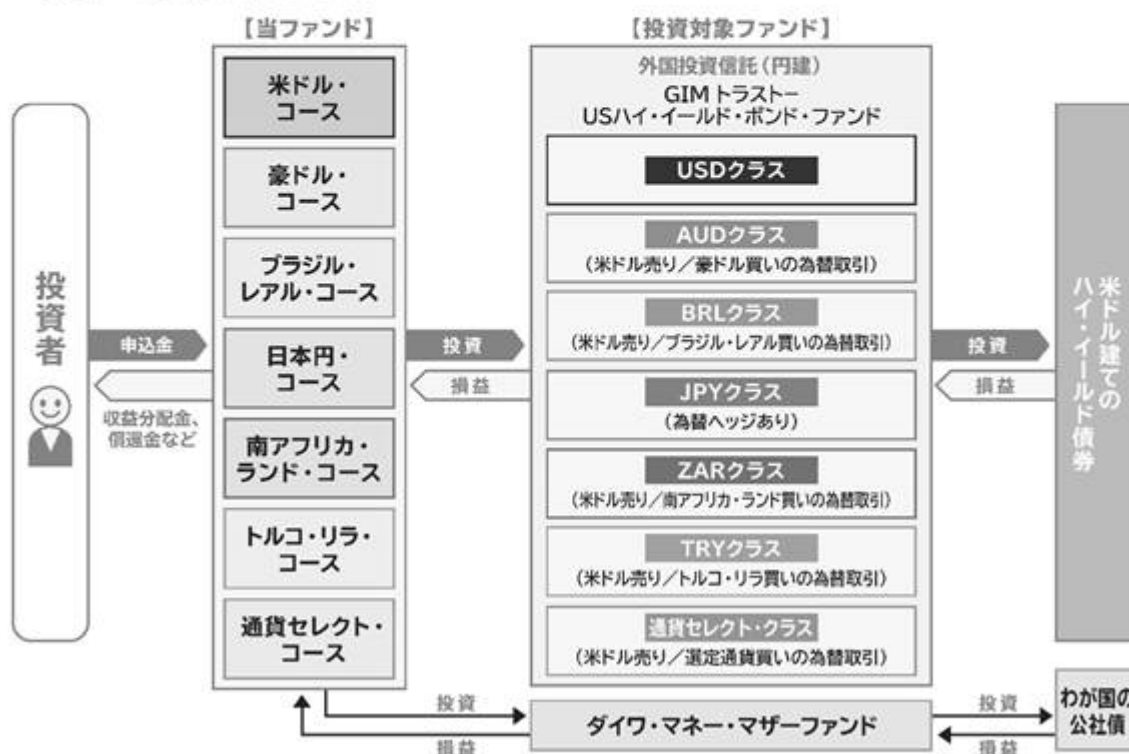 【当ファンド】
【投資対象ファンド】
投資者
申込金
収益分配金、
償還金など
米ドル・
コース
豪ドル・
コース
ブラジル・
レアル・コース
日本円・
コース
南アフリカ・
ランド・コース
トルコ・リラ・
コース
通貨セレクト・
コース
投資
損益
外国投資信託(円建)
GIMトラストー
USハイ・イールド・ボンド・ファンド
USDクラス
AUDクラス
(米ドル売り/豪ドル買いの為替取引)
BRLクラス
(米ドル売り/ブラジル・レアル買いの為替取引)
JPYクラス
(為替ヘッジあり)
ZARクラス
(米ドル売り/南アフリカ・ランド買いの為替取引)
TRYクラス
(米ドル売り/トルコ・リラ買いの為替取引)
通貨セレクト・クラス
(米ドル売り/選定通貨買いの為替取引)
投資
損益
米ドル建ての
ハイ・イールド債券
投資
損益
ダイワ・マネー・マザーファンド
投資
損益
わが国の
公社債